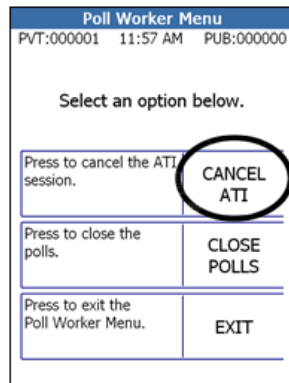 Poll Worker Menu
PVT:000001 11:57 AM PUB:000000
Select an option below.
Press to cancel the ATI
session.
CANCEL
ATI
Press to close the
polls.
CLOSE
POLLS
Press to exit the
Poll Worker Menu.
EXIT